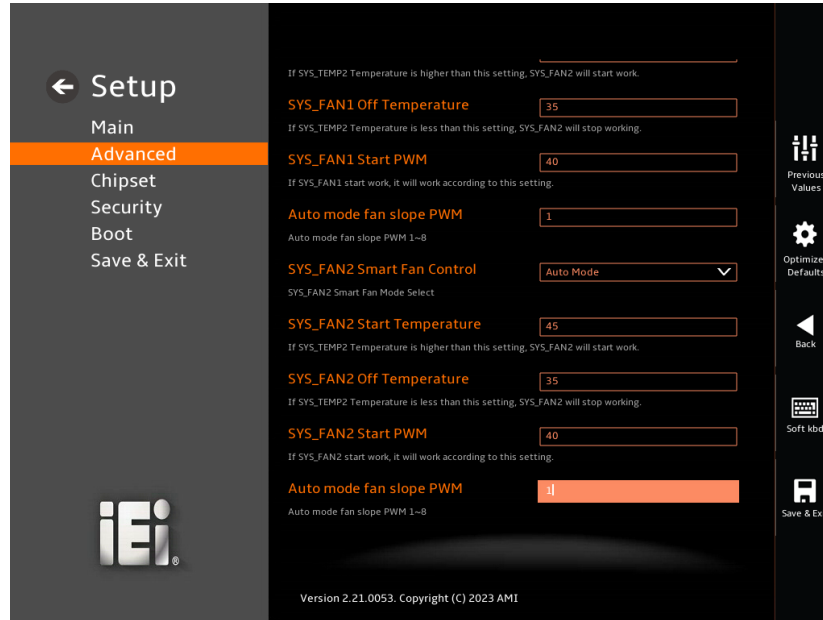 Setup
Main
Advanced
Chipset
Security
Boot
Save & Exit
If SYS_TEMP2 Temperature is higher than this setting, SYS_FAN2 will start work.
SYS_FAN1 Off Temperature
35
If SYS_TEMP2 Temperature is less than this setting, SYS_FAN2 will stop working.
SYS_FAN1 Start PWM
40
If SYS_FAN1 start work, it will work according to this setting.
Auto mode fan slope PWM
1
Auto mode fan slope PWM 1~8
SYS_FAN2 Smart Fan Control
Auto Mode
SYS_FAN2 Smart Fan Mode Select
SYS_FAN2 Start Temperature
45
If SYS_TEMP2 Temperature is higher than this setting, SYS_FAN2 will start work.
SYS_FAN2 Off Temperature
35
If SYS_TEMP2 Temperature is less than this setting, SYS_FAN2 will stop working.
SYS_FAN2 Start PWM
40
If SYS_FAN2 start work, it will work according to this setting.
Auto mode fan slope PWM
1
Auto mode fan slope PWM 1~8
Previous
Values
Optimize
Defaults
Back
Soft kbd
Save & Ex
iEi®
Version 2.21.0053. Copyright (C) 2023 AMI